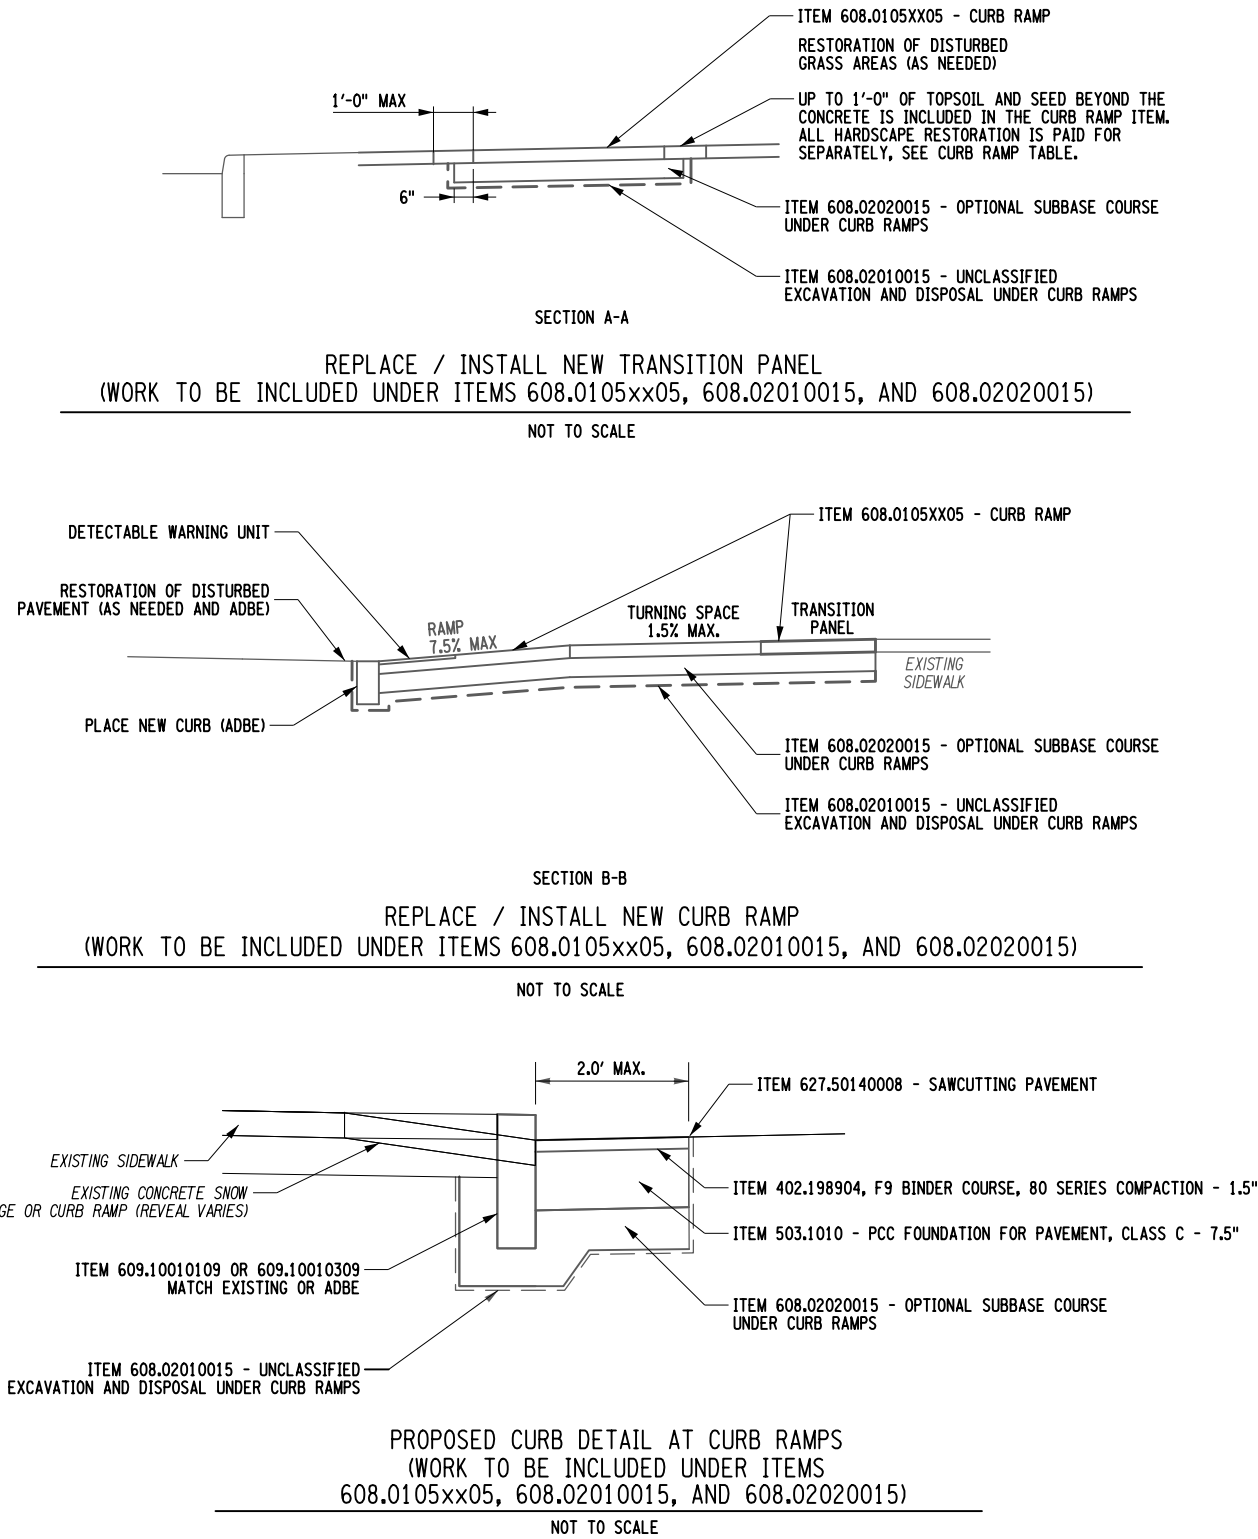 ITEM 608.0105XX05 - CURB RAMP
RESTORATION OF DISTURBED
GRASS AREAS (AS NEEDED)
1'-0" MAX
UP TO 1'-0" OF TOPSOIL AND SEED BEYOND THE
CONCRETE IS INCLUDED IN THE CURB RAMP ITEM.
ALL HARDSCAPE RESTORATION IS PAID FOR
SEPARATELY, SEE CURB RAMP TABLE.
6"
ITEM 608.02020015 - OPTIONAL SUBBASE COURSE
UNDER CURB RAMPS
ITEM 608.02010015 - UNCLASSIFIED
EXCAVATION AND DISPOSAL UNDER CURB RAMPS
SECTION A-A
REPLACE / INSTALL NEW TRANSITION PANEL
(WORK TO BE INCLUDED UNDER ITEMS 608.0105xx05, 608.02010015, AND 608.02020015)
NOT TO SCALE
ITEM 608.0105XX05 - CURB RAMP
DETECTABLE WARNING UNIT
RESTORATION OF DISTURBED
PAVEMENT (AS NEEDED AND ADBE)
RAMP
7.5% MAX
TURNING SPACE
1.5% MAX.
TRANSITION
PANEL
EXISTING
SIDEWALK
PLACE NEW CURB (ADBE)
ITEM 608.02020015 - OPTIONAL SUBBASE COURSE
UNDER CURB RAMPS
ITEM 608.02010015 - UNCLASSIFIED
EXCAVATION AND DISPOSAL UNDER CURB RAMPS
SECTION B-B
REPLACE / INSTALL NEW CURB RAMP
(WORK TO BE INCLUDED UNDER ITEMS 608.0105xx05, 608.02010015, AND 608.02020015)
NOT TO SCALE
2.0' MAX.
ITEM 627.50140008 - SAWCUTTING PAVEMENT
EXISTING SIDEWALK
EXISTING CONCRETE SNOW
OR CURB RAMP (REVEAL VARIES)
ITEM 402.198904, F9 BINDER COURSE, 80 SERIES COMPACTION - 1.5"
ITEM 503.1010 - PCC FOUNDATION FOR PAVEMENT, CLASS C - 7.5"
ITEM 609.10010109 OR 609.10010309
MATCH EXISTING OR ADBE
ITEM 608.02020015 - OPTIONAL SUBBASE COURSE
UNDER CURB RAMPS
ITEM 608.02010015 - UNCLASSIFIED
EXCAVATION AND DISPOSAL UNDER CURB RAMPS
PROPOSED CURB DETAIL AT CURB RAMPS
(WORK TO BE INCLUDED UNDER ITEMS
608.0105xx05, 608.02010015, AND 608.02020015)
NOT TO SCALE